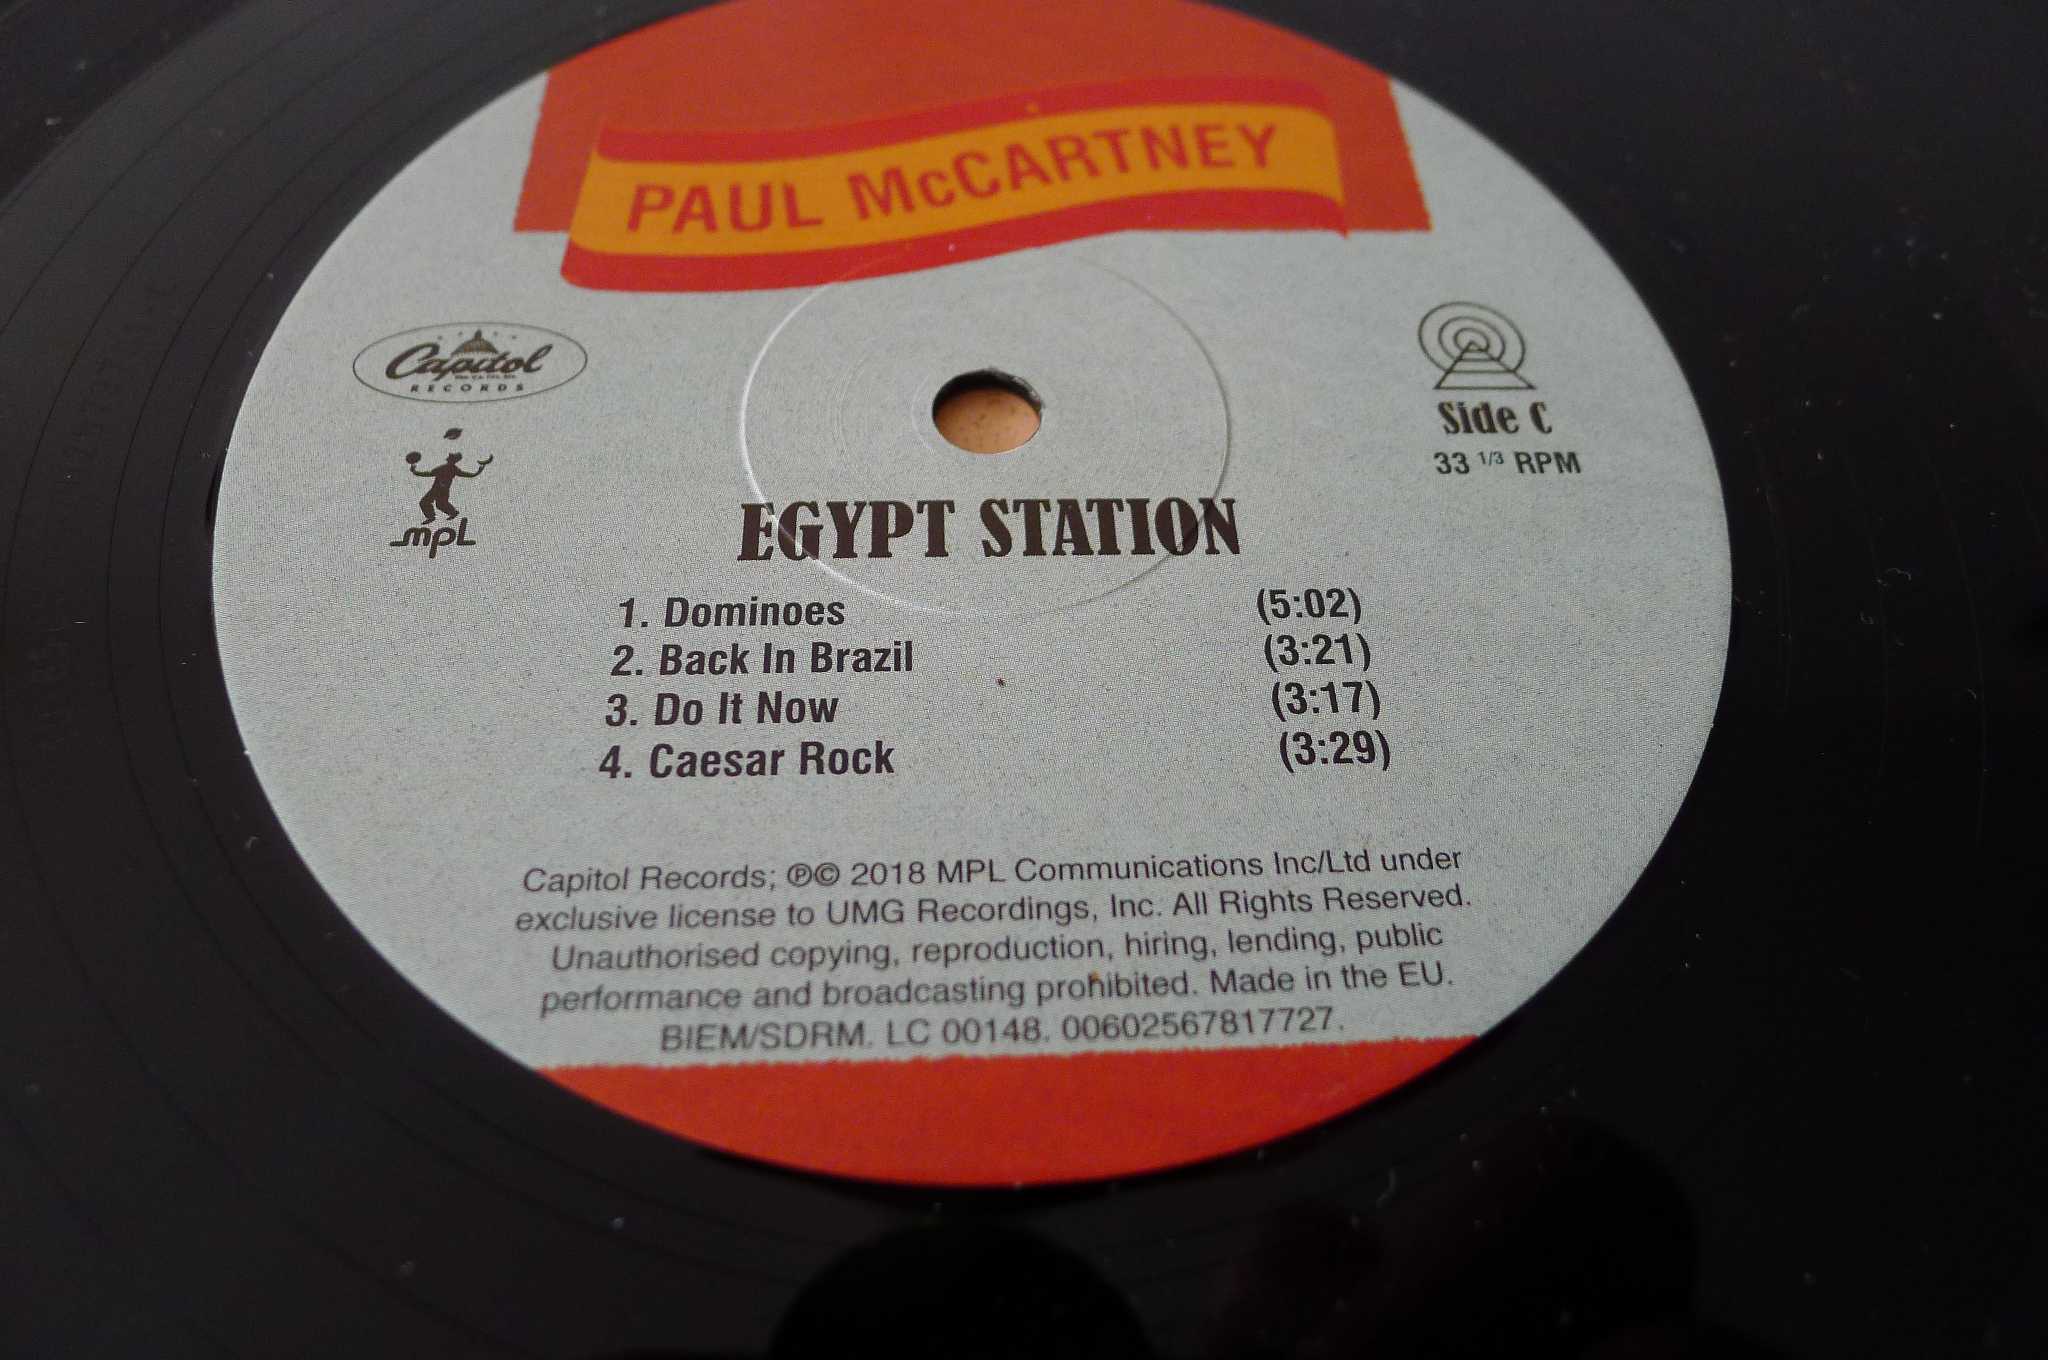 PAUL McCARTNEY
Capitol
RECORDS
mpL
Side C
33 1/3 RPM
EGYPT STATION
1. Dominoes (5:02)
2. Back In Brazil (3:21)
3. Do It Now (3:17)
4. Caesar Rock (3:29)
Capitol Records; ℗© 2018 MPL Communications Inc/Ltd under
exclusive license to UMG Recordings, Inc. All Rights Reserved.
Unauthorised copying, reproduction, hiring, lending, public
performance and broadcasting prohibited. Made in the EU.
BIEM/SDRM. LC 00148. 00602567817727.